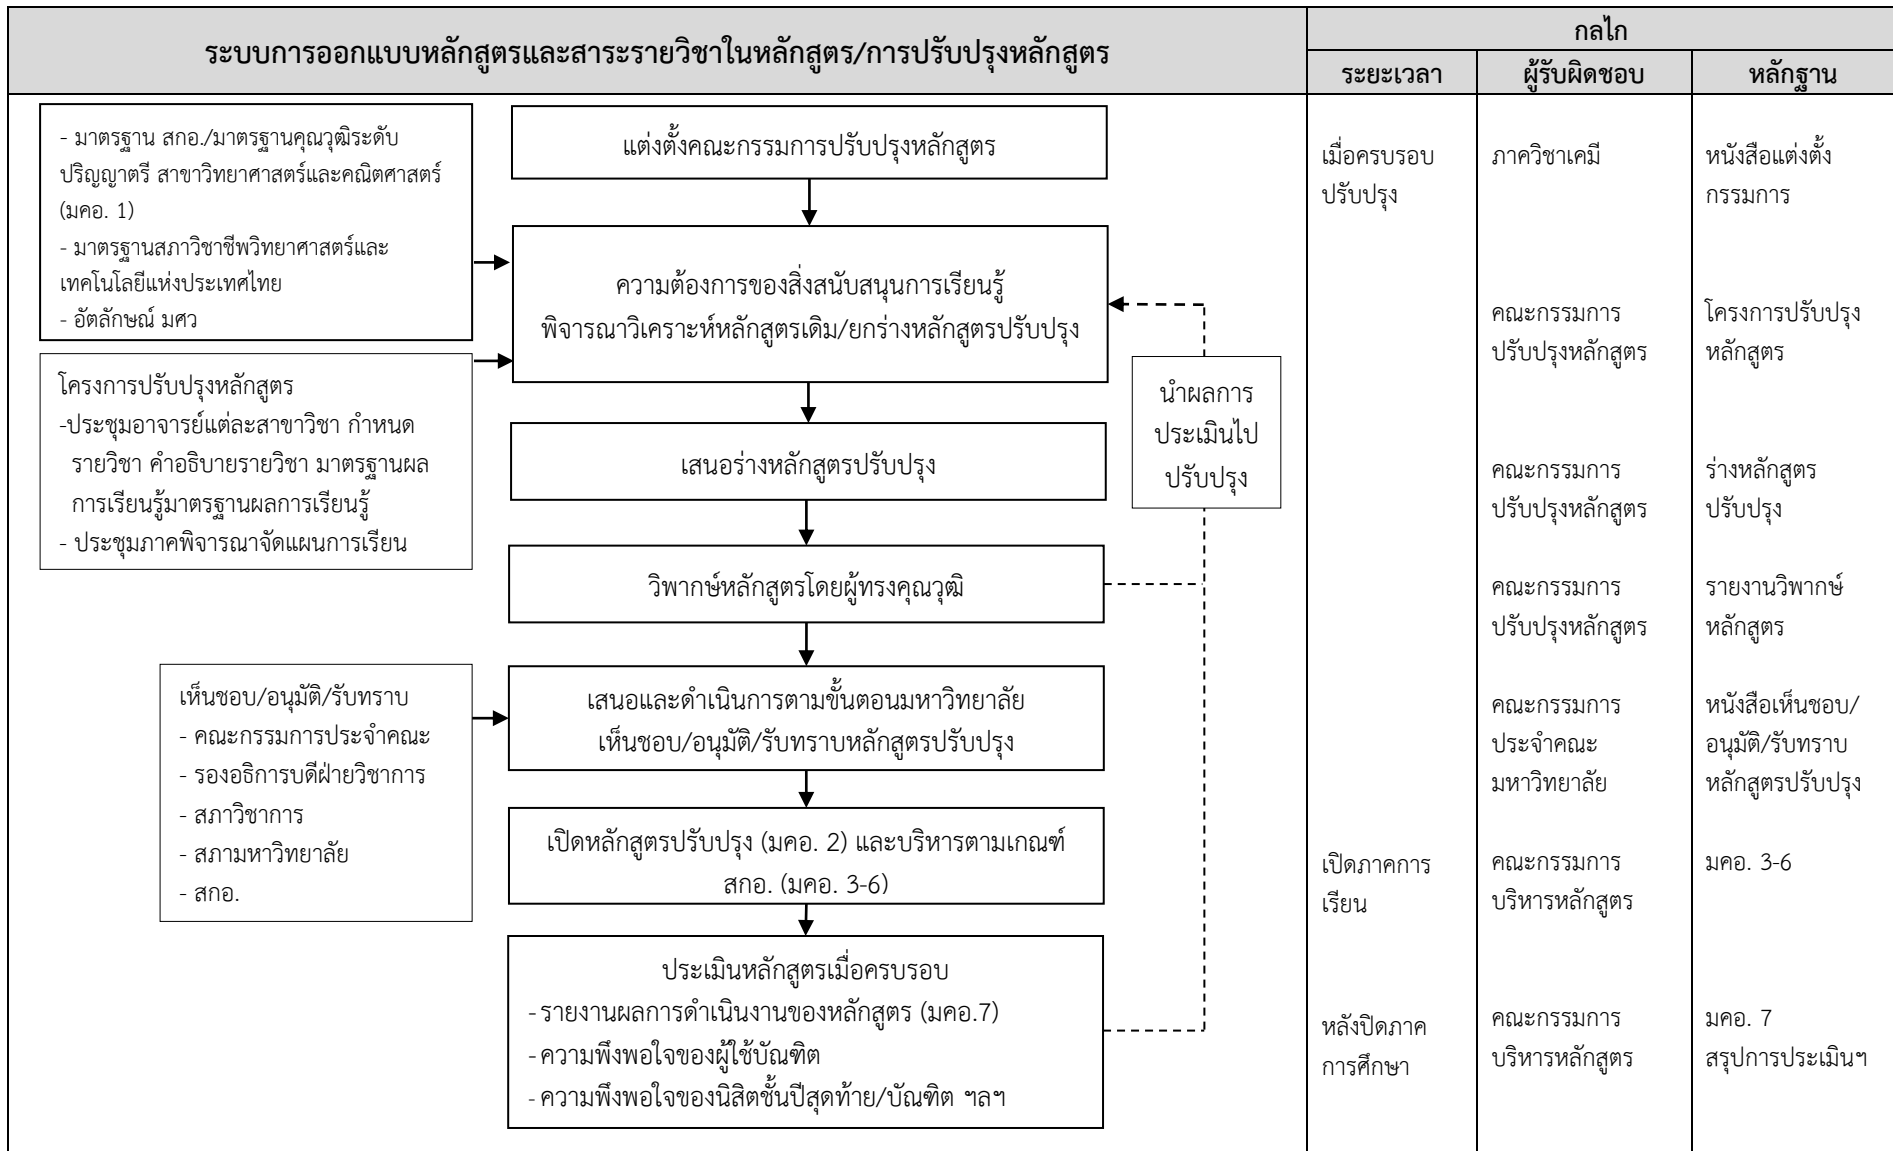 ระบบการออกแบบหลักสูตรและสาระรายวิชาในหลักสูตร/การปรับปรุงหลักสูตร
กลไก
ระยะเวลา
ผู้รับผิดชอบ
หลักฐาน
- มาตรฐาน สกอ./มาตรฐานคุณวุฒิระดับ
ปริญญาตรี สาขาวิทยาศาสตร์และคณิตศาสตร์
(มคอ. 1)
- มาตรฐานสภาวิชาชีพวิทยาศาสตร์และ
เทคโนโลยีแห่งประเทศไทย
- อัตลักษณ์ มศว
โครงการปรับปรุงหลักสูตร
-ประชุมอาจารย์แต่ละสาขาวิชา กำหนด
รายวิชา คำอธิบายรายวิชา มาตรฐานผล
การเรียนรู้มาตรฐานผลการเรียนรู้
- ประชุมภาคพิจารณาจัดแผนการเรียน
เห็นชอบ/อนุมัติ/รับทราบ
- คณะกรรมการประจำคณะ
- รองอธิการบดีฝ่ายวิชาการ
- สภาวิชาการ
- สภามหาวิทยาลัย
- สกอ.
แต่งตั้งคณะกรรมการปรับปรุงหลักสูตร
ความต้องการของสิ่งสนับสนุนการเรียนรู้
พิจารณาวิเคราะห์หลักสูตรเดิม/ยกร่างหลักสูตรปรับปรุง
เสนอร่างหลักสูตรปรับปรุง
วิพากษ์หลักสูตรโดยผู้ทรงคุณวุฒิ
เสนอและดำเนินการตามขั้นตอนมหาวิทยาลัย
เห็นชอบ/อนุมัติ/รับทราบหลักสูตรปรับปรุง
เปิดหลักสูตรปรับปรุง (มคอ. 2) และบริหารตามเกณฑ์
สกอ. (มคอ. 3-6)
ประเมินหลักสูตรเมื่อครบรอบ
- รายงานผลการดำเนินงานของหลักสูตร (มคอ.7)
- ความพึงพอใจของผู้ใช้บัณฑิต
- ความพึงพอใจของนิสิตชั้นปีสุดท้าย/บัณฑิต ฯลฯ
นำผลการ
ประเมินไป
ปรับปรุง
เมื่อครบรอบ
ปรับปรุง
ภาควิชาเคมี
หนังสือแต่งตั้ง
กรรมการ
คณะกรรมการ
ปรับปรุงหลักสูตร
โครงการปรับปรุง
หลักสูตร
คณะกรรมการ
ปรับปรุงหลักสูตร
ร่างหลักสูตร
ปรับปรุง
คณะกรรมการ
ปรับปรุงหลักสูตร
รายงานวิพากษ์
หลักสูตร
คณะกรรมการ
ประจำคณะ
มหาวิทยาลัย
หนังสือเห็นชอบ/
อนุมัติ/รับทราบ
หลักสูตรปรับปรุง
เปิดภาคการ
เรียน
คณะกรรมการ
บริหารหลักสูตร
มคอ. 3-6
หลังปิดภาค
การศึกษา
คณะกรรมการ
บริหารหลักสูตร
มคอ. 7
สรุปการประเมินฯ